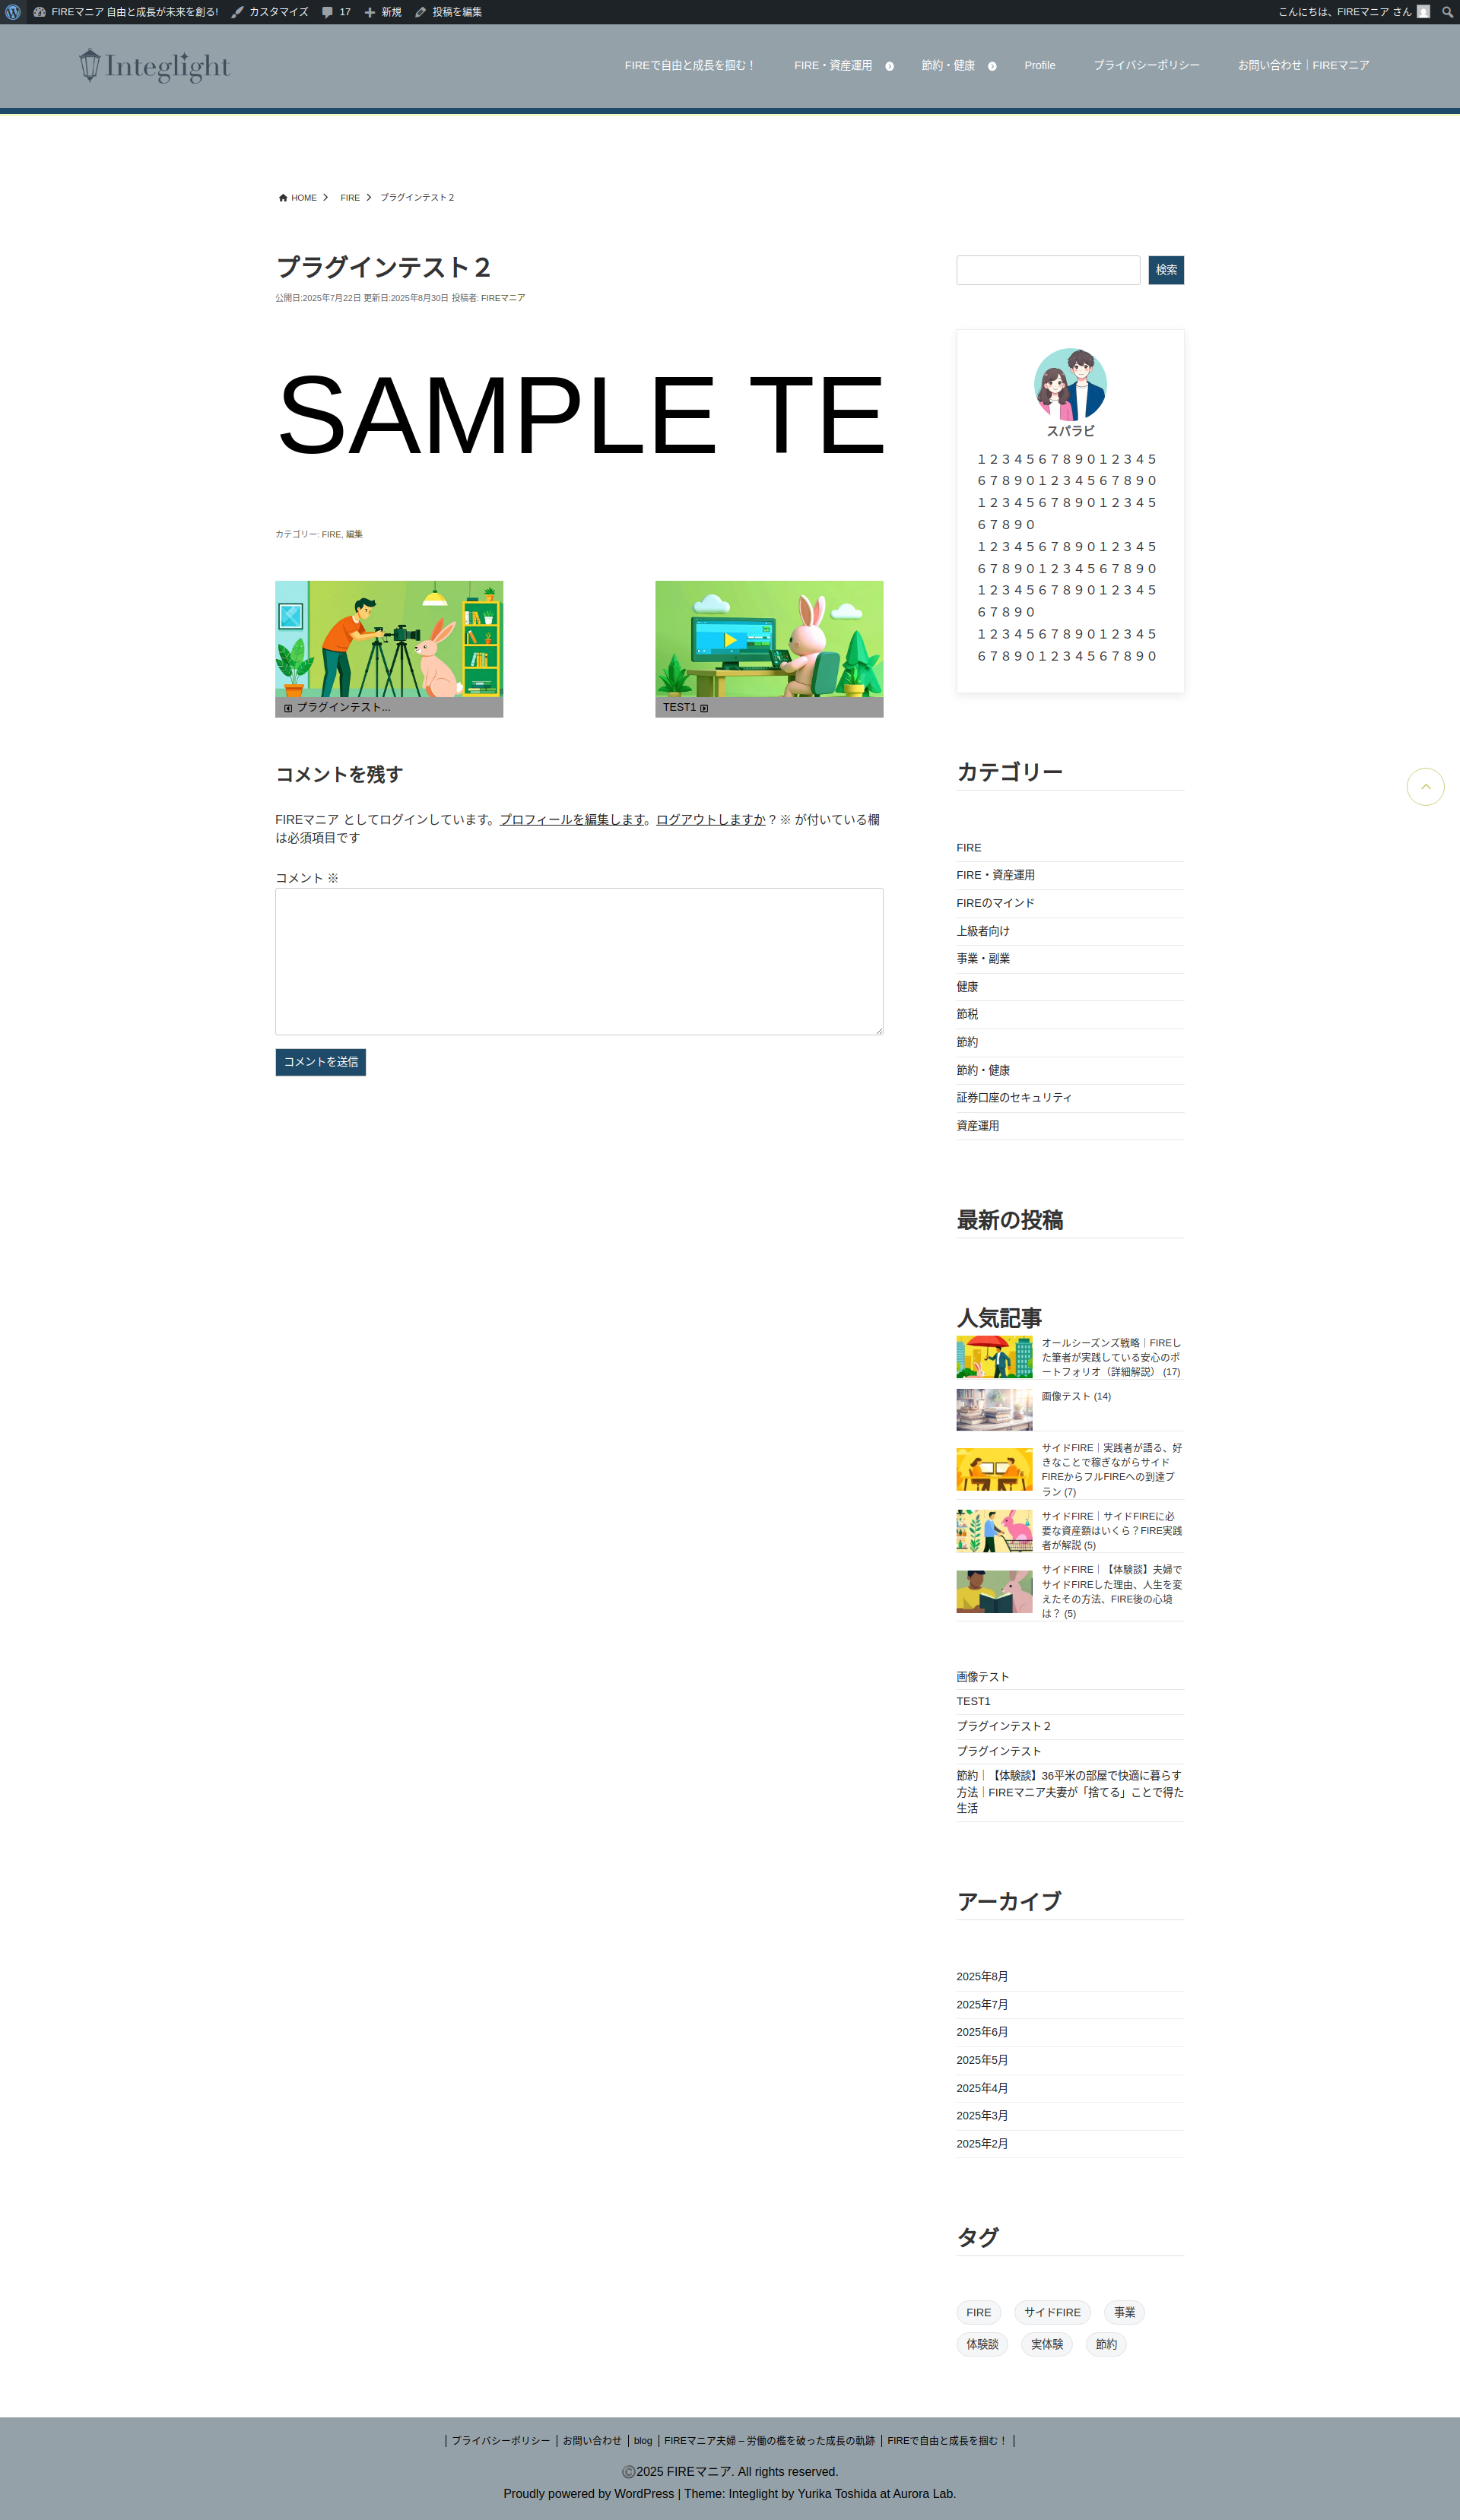 FIREマニア 自由と成長が未来を創る! カスタマイズ 17 新規 投稿を編集 こんにちは、FIREマニア さん
Integlight FIREで自由と成長を掴む！ FIRE・資産運用 節約・健康 Profile プライバシーポリシー お問い合わせ｜FIREマニア
HOME FIRE プラグインテスト２
プラグインテスト２
公開日:2025年7月22日 更新日:2025年8月30日 投稿者: FIREマニア
SAMPLE TE
カテゴリー: FIRE, 編集
プラグインテスト...
TEST1
コメントを残す
FIREマニア としてログインしています。プロフィールを編集します。ログアウトしますか ? ※ が付いている欄
は必須項目です
コメント ※
コメントを送信
検索
スパラビ
１２３４５６７８９０１２３４５
６７８９０１２３４５６７８９０
１２３４５６７８９０１２３４５
６７８９０
１２３４５６７８９０１２３４５
６７８９０１２３４５６７８９０
１２３４５６７８９０１２３４５
６７８９０
１２３４５６７８９０１２３４５
６７８９０１２３４５６７８９０
カテゴリー
FIRE
FIRE・資産運用
FIREのマインド
上級者向け
事業・副業
健康
節税
節約
節約・健康
証券口座のセキュリティ
資産運用
最新の投稿
人気記事
オールシーズンズ戦略｜FIREし
た筆者が実践している安心のポ
ートフォリオ（詳細解説） (17)
画像テスト (14)
サイドFIRE｜実践者が語る、好
きなことで稼ぎながらサイド
FIREからフルFIREへの到達プ
ラン (7)
サイドFIRE｜サイドFIREに必
要な資産額はいくら？FIRE実践
者が解説 (5)
サイドFIRE｜【体験談】夫婦で
サイドFIREした理由、人生を変
えたその方法、FIRE後の心境
は？ (5)
画像テスト
TEST1
プラグインテスト２
プラグインテスト
節約｜【体験談】36平米の部屋で快適に暮らす
方法｜FIREマニア夫妻が「捨てる」ことで得た
生活
アーカイブ
2025年8月
2025年7月
2025年6月
2025年5月
2025年4月
2025年3月
2025年2月
タグ
FIRE サイドFIRE 事業
体験談 実体験 節約
プライバシーポリシー お問い合わせ blog FIREマニア夫婦 – 労働の檻を破った成長の軌跡 FIREで自由と成長を掴む！
©2025 FIREマニア. All rights reserved.
Proudly powered by WordPress | Theme: Integlight by Yurika Toshida at Aurora Lab.